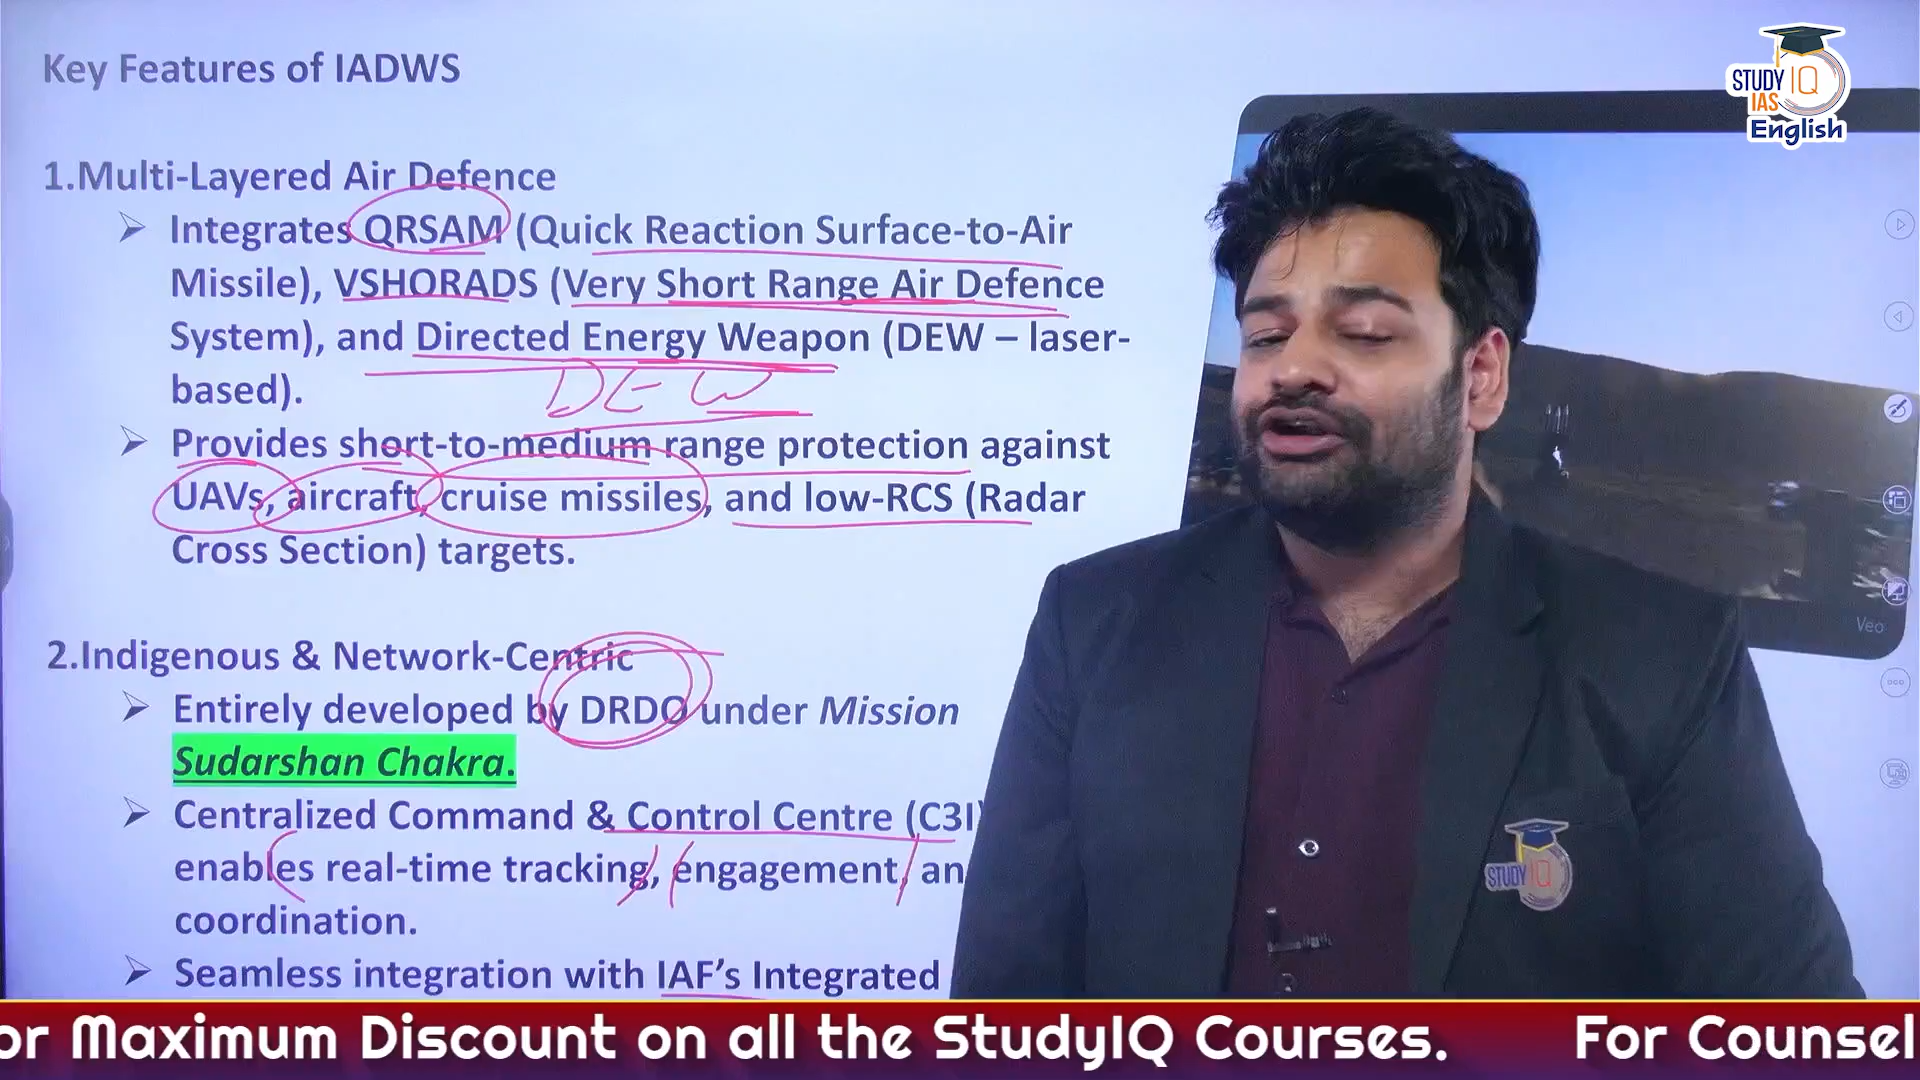 Key Features of IADWS
STUDY IQ
IAS
English
1.Multi-Layered Air Defence
➢ Integrates QRSAM (Quick Reaction Surface-to-Air
Missile), VSHORADS (Very Short Range Air Defence
System), and Directed Energy Weapon (DEW – laser-
based).
DEW
➢ Provides short-to-medium range protection against
UAVs, aircraft, cruise missiles, and low-RCS (Radar
Cross Section) targets.
Veo
2.Indigenous & Network-Centric
➢ Entirely developed by DRDO under Mission
Sudarshan Chakra.
➢ Centralized Command & Control Centre (C3I)
enables real-time tracking, engagement, an
coordination.
➢ Seamless integration with IAF's Integrated
STUDY IQ
or Maximum Discount on all the StudyIQ Courses. For Counsel